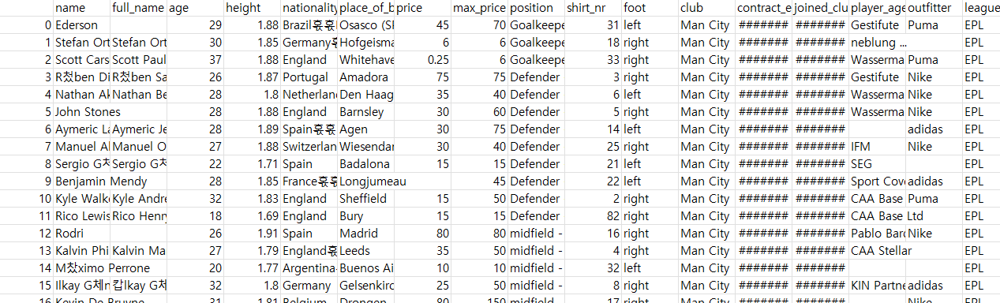 name full_name age height nationality place_of_b price max_price position shirt_nr foot club contract_e joined_clu player_age outfitter league
0 Ederson 29 1.88 Brazil훗훗 Osasco (SI 45 70 Goalkeepe 31 left Man City ####### ####### Gestifute Puma EPL
1 Stefan Ort Stefan Ort 30 1.85 Germany훗 Hofgeisma 6 6 Goalkeepe 18 right Man City ####### ####### neblung ... EPL
2 Scott Cars Scott Paul 37 1.88 England Whitehave 0.25 6 Goalkeepe 33 right Man City ####### ####### Wasserma Puma EPL
3 R첬ben Di R첬ben Sa 26 1.87 Portugal Amadora 75 75 Defender 3 right Man City ####### ####### Gestifute Nike EPL
4 Nathan Ak Nathan Be 28 1.8 Netherland Den Haag 35 40 Defender 6 left Man City ####### ####### Wasserma Nike EPL
5 John Stones 28 1.88 England Barnsley 30 60 Defender 5 right Man City ####### ####### Wasserma Nike EPL
6 Aymeric La Aymeric Je 28 1.89 Spain훗훗 Agen 30 75 Defender 14 left Man City ####### ####### adidas EPL
7 Manuel Al Manuel O 27 1.88 Switzerlan Wiesendar 30 40 Defender 25 right Man City ####### ####### IFM Nike EPL
8 Sergio G차 Sergio G차 22 1.71 Spain Badalona 15 15 Defender 21 left Man City ####### ####### SEG EPL
9 Benjamin Mendy 28 1.85 France훗훗 Longjumeau 45 Defender 22 left Man City ####### ####### Sport Cove adidas EPL
10 Kyle Walke Kyle Andre 32 1.83 England Sheffield 15 50 Defender 2 right Man City ####### ####### CAA Base Puma EPL
11 Rico Lewis Rico Henry 18 1.69 England Bury 15 15 Defender 82 right Man City ####### ####### CAA Base Ltd EPL
12 Rodri 26 1.91 Spain Madrid 80 80 midfield - 16 right Man City ####### ####### Pablo Barc Nike EPL
13 Kalvin Phi Kalvin Ma 27 1.79 England훗 Leeds 35 50 midfield - 4 right Man City ####### ####### CAA Stellar EPL
14 M찼ximo Perrone 20 1.77 Argentina Buenos Ai 10 10 midfield - 32 left Man City ####### ####### EPL
15 Ilkay G체n 캅lkay G체 32 1.8 Germany Gelsenkirc 25 50 midfield - 8 right Man City ####### ####### KIN Partne adidas EPL
16 Kevin De Bruyne 31 1.81 Belgium Drongen 80 150 midfield 17 right Man City ####### ####### Nike EPL